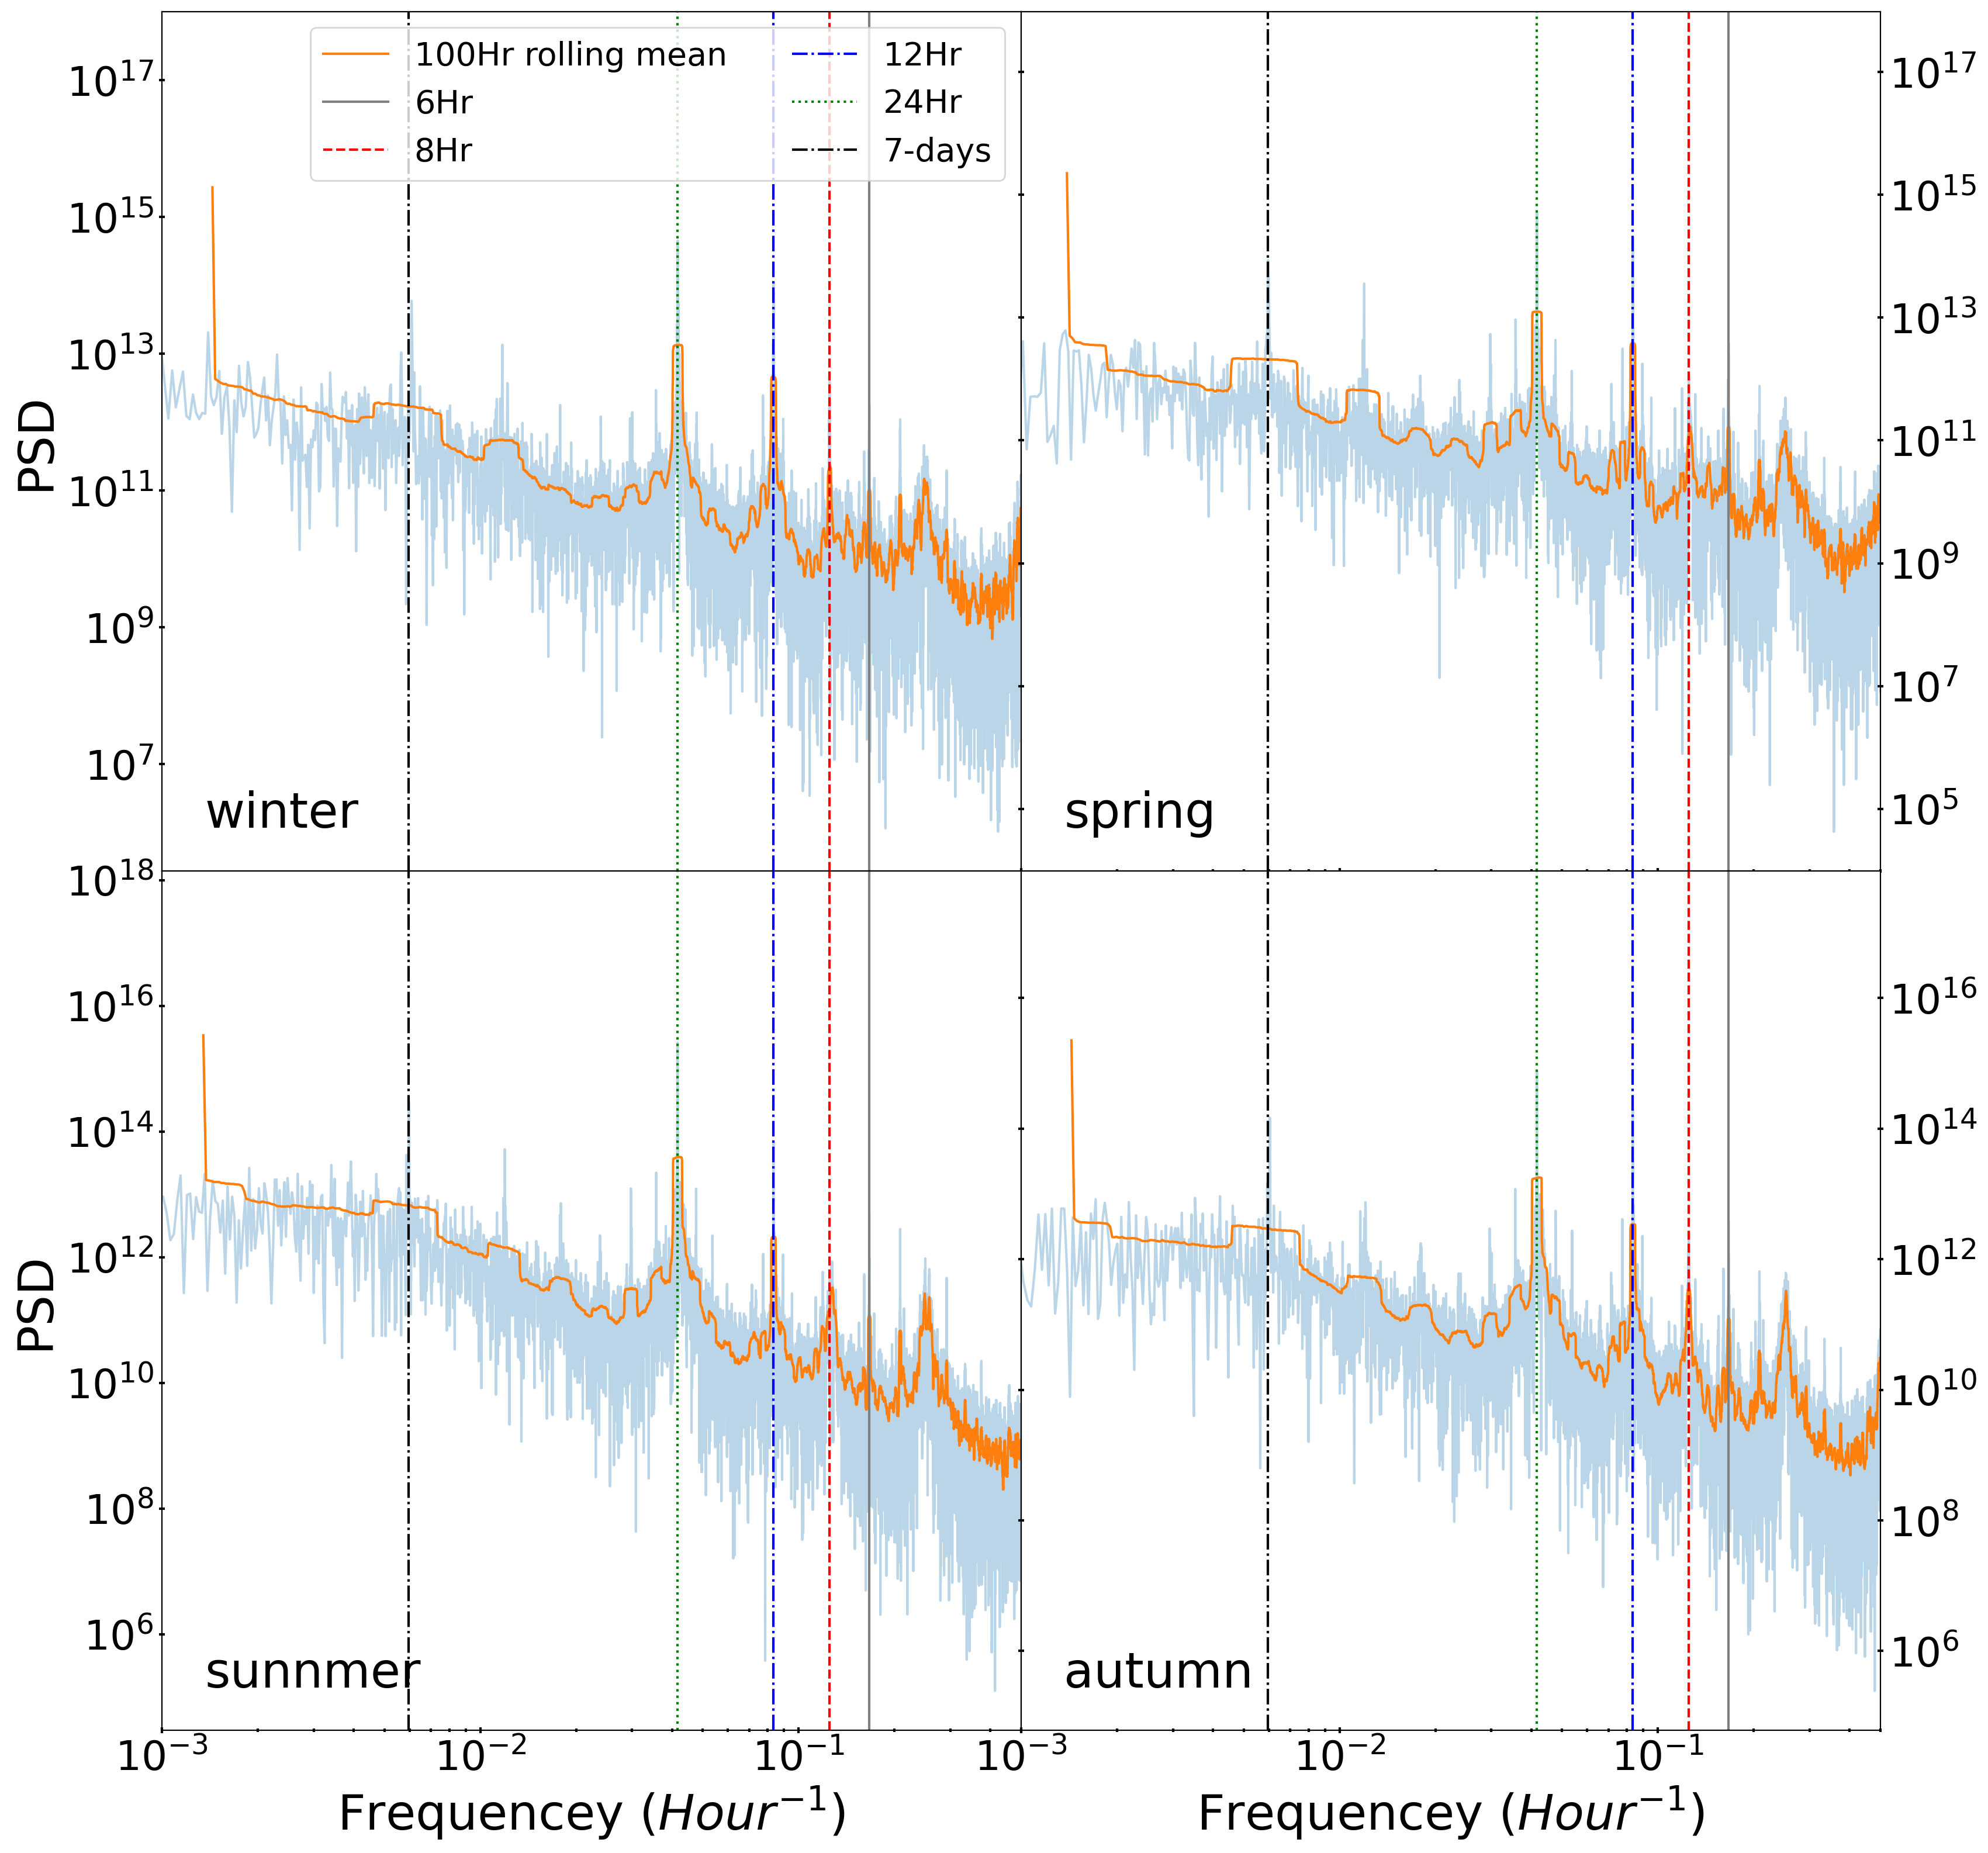 100Hr rolling mean
6Hr
8Hr
12Hr
24Hr
7-days
PSD
10^17
10^15
10^13
10^11
10^9
10^7
winter
10^17
10^15
10^13
10^11
10^9
10^7
10^5
spring
PSD
10^18
10^16
10^14
10^12
10^10
10^8
10^6
sunnmer
10^16
10^14
10^12
10^10
10^8
10^6
autumn
10^−3 10^−2 10^−1 10^−3 10^−2 10^−1
Frequencey (Hour^−1) Frequencey (Hour^−1)